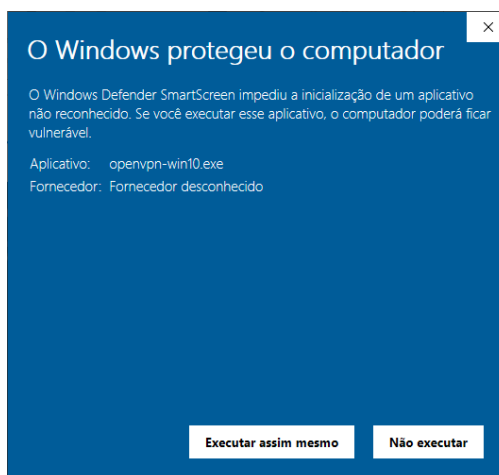 O Windows protegeu o computador
O Windows Defender SmartScreen impediu a inicialização de um aplicativo
não reconhecido. Se você executar esse aplicativo, o computador poderá ficar
vulnerável.
Aplicativo: openvpn-win10.exe
Fornecedor: Fornecedor desconhecido
Executar assim mesmo
Não executar